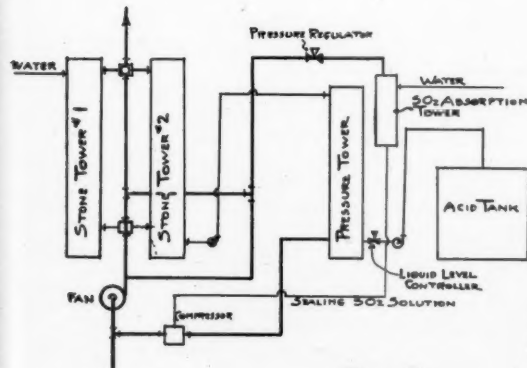 PRESSURE REGULATOR
WATER
WATER
SO2 ABSORPTION
TOWER
STONE TOWER #1
STONE TOWER #2
PRESSURE TOWER
ACID TANK
LIQUID LEVEL
CONTROLLER
FAN
SEALING SO2 SOLUTION
COMPRESSOR